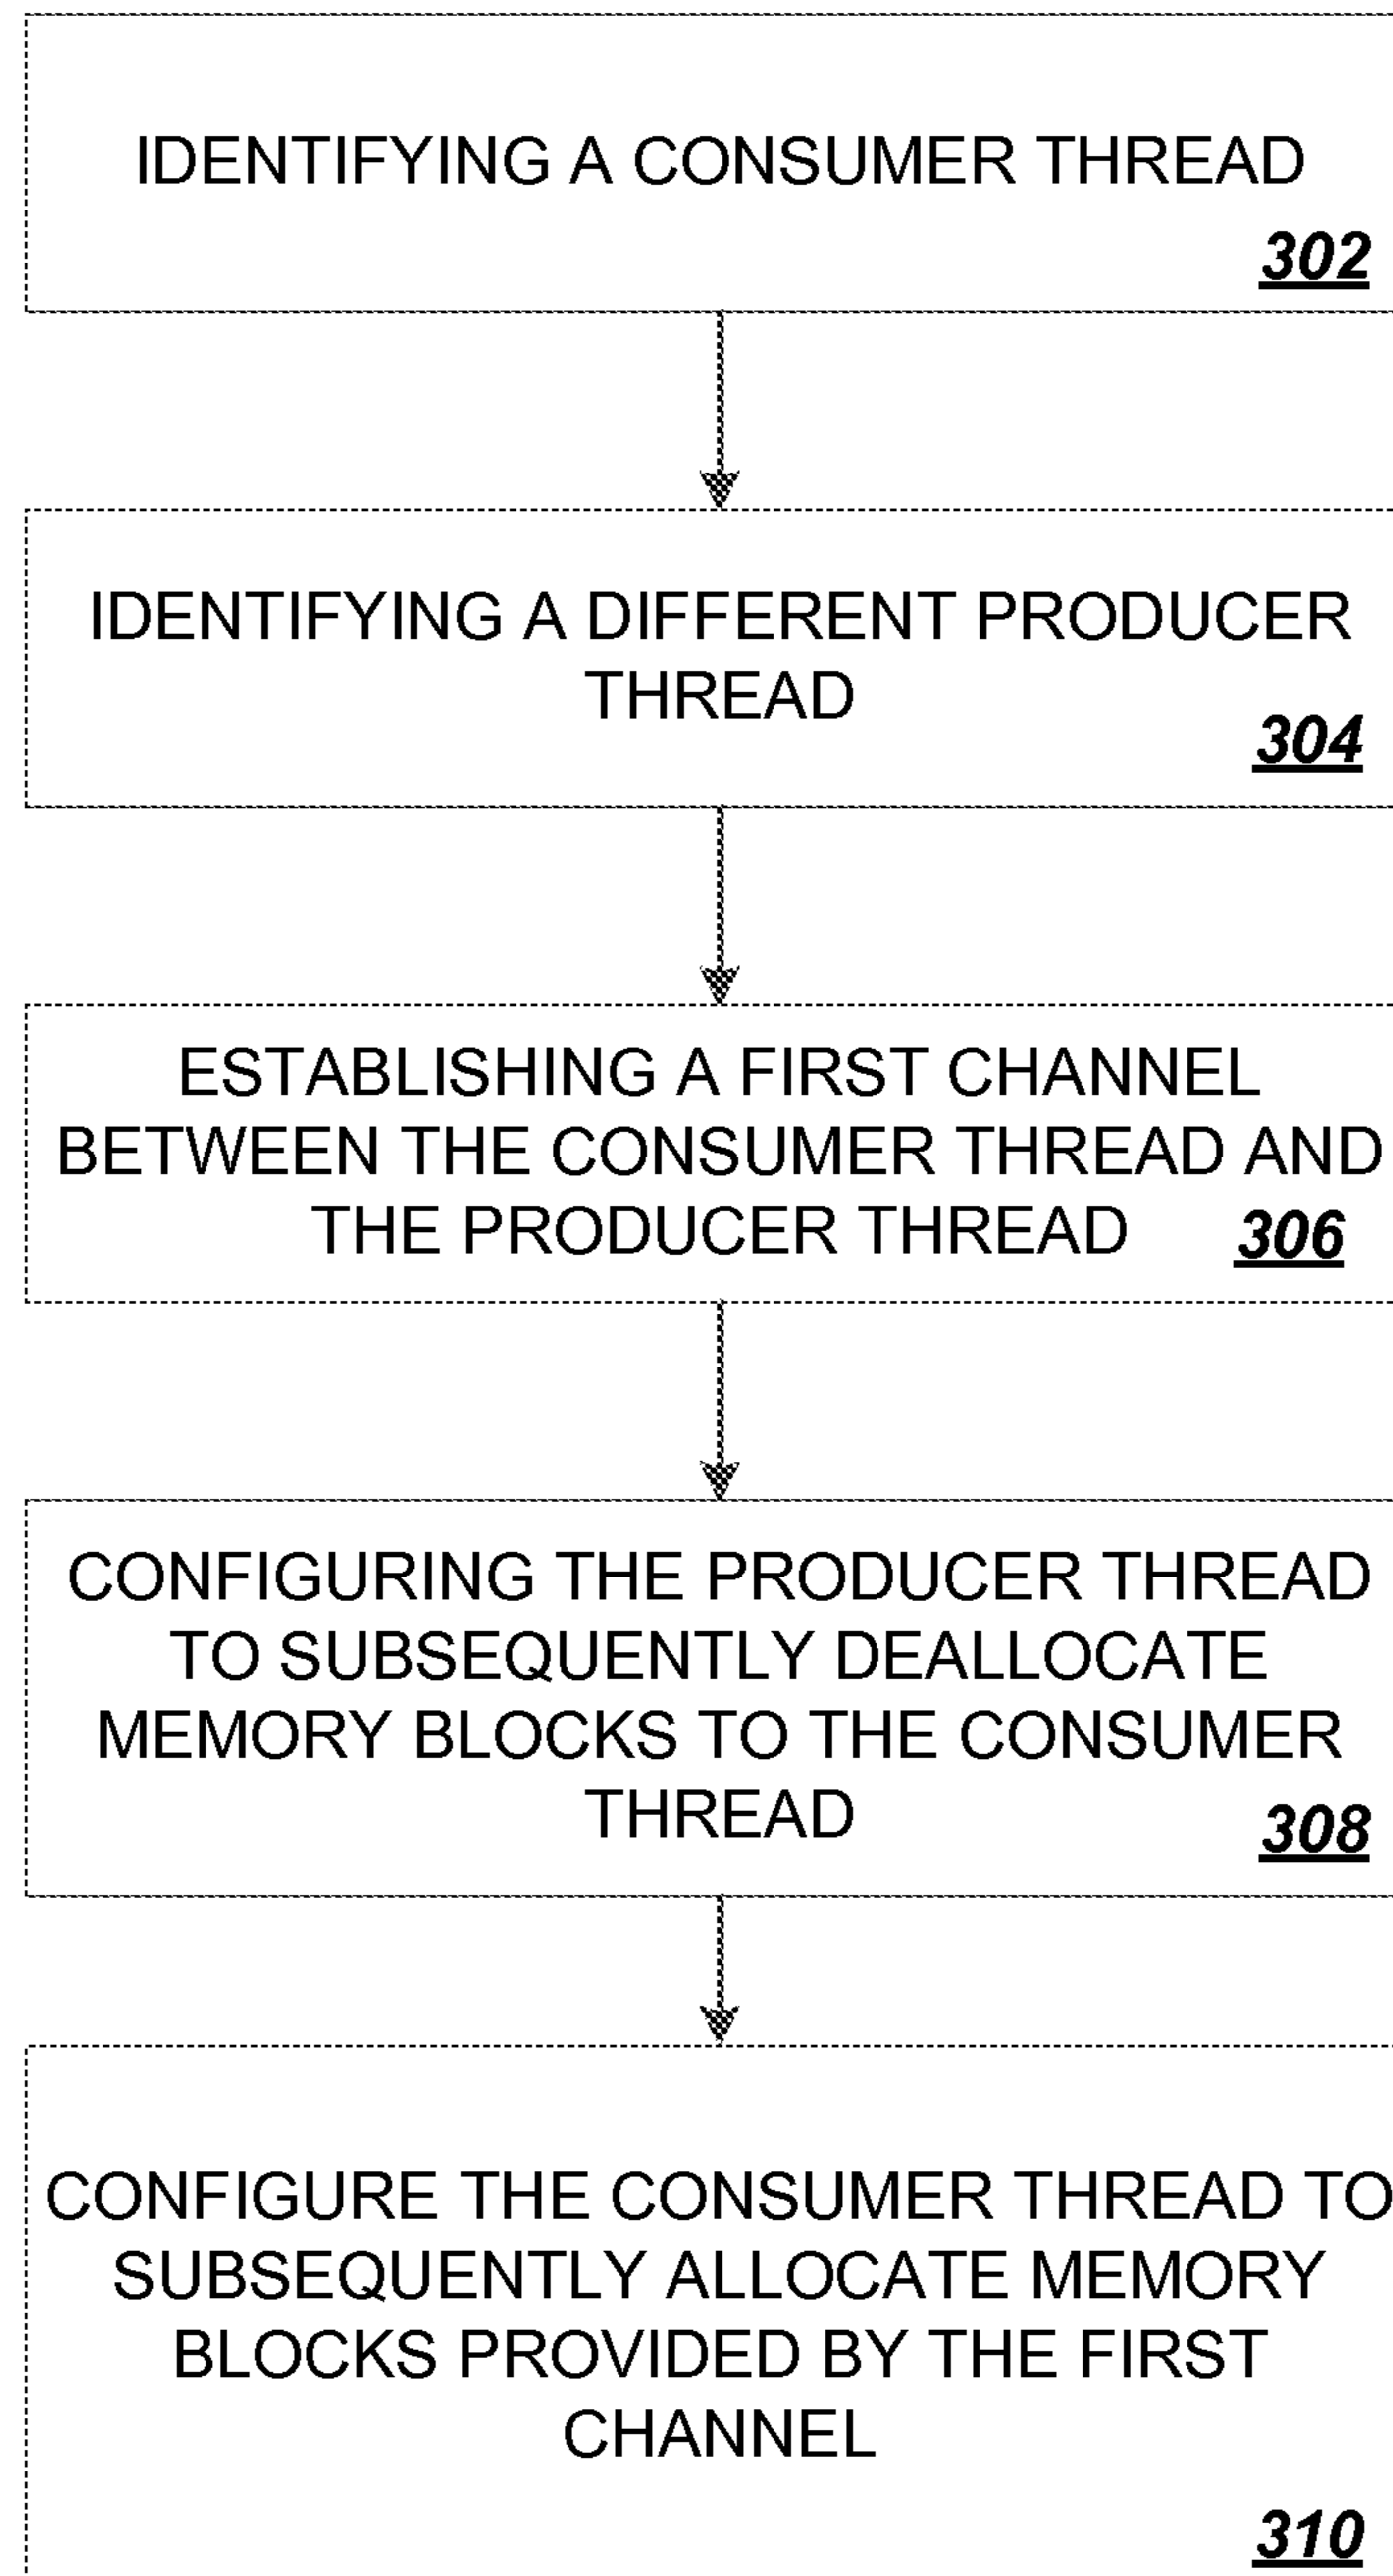 IDENTIFYING A CONSUMER THREAD
302
IDENTIFYING A DIFFERENT PRODUCER
THREAD
304
ESTABLISHING A FIRST CHANNEL
BETWEEN THE CONSUMER THREAD AND
THE PRODUCER THREAD 306
CONFIGURING THE PRODUCER THREAD
TO SUBSEQUENTLY DEALLOCATE
MEMORY BLOCKS TO THE CONSUMER
THREAD
308
CONFIGURE THE CONSUMER THREAD TO
SUBSEQUENTLY ALLOCATE MEMORY
BLOCKS PROVIDED BY THE FIRST
CHANNEL
310